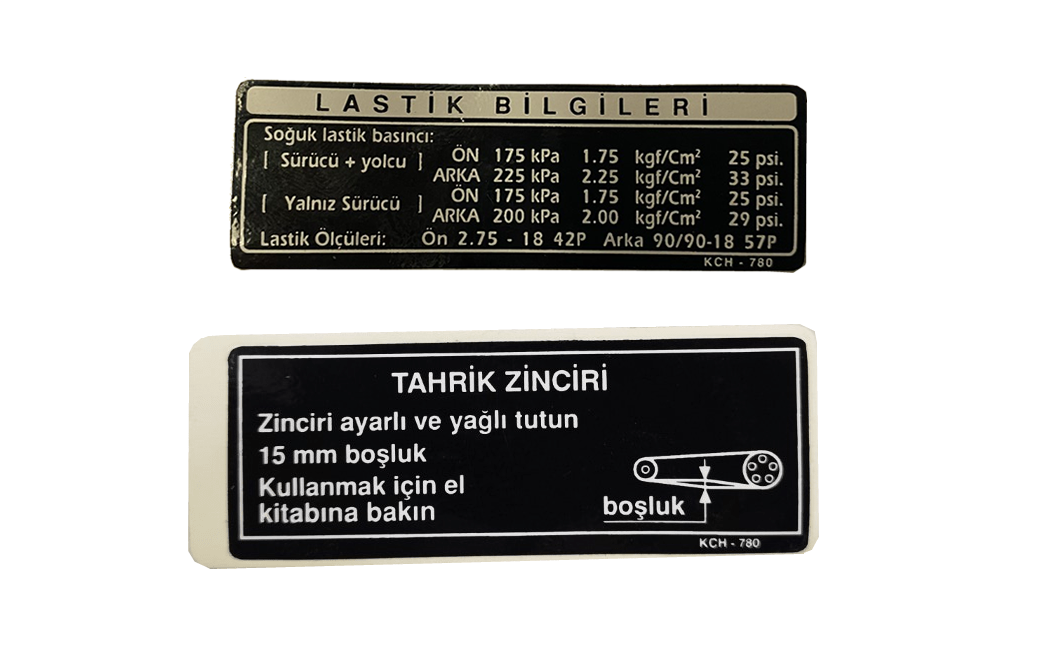 LASTİK BİLGİLERİ
Soğuk lastik basıncı:
[ Sürücü + yolcu ] ÖN 175 kPa 1.75 kgf/Cm² 25 psi.
ARKA 225 kPa 2.25 kgf/Cm² 33 psi.
[ Yalnız Sürücü ] ÖN 175 kPa 1.75 kgf/Cm² 25 psi.
ARKA 200 kPa 2.00 kgf/Cm² 29 psi.
Lastik Ölçüleri: Ön 2.75 - 18 42P Arka 90/90-18 57P
KCH - 780
TAHRİK ZİNCİRİ
Zinciri ayarlı ve yağlı tutun
15 mm boşluk
Kullanmak için el
kitabına bakın
boşluk
KCH - 780